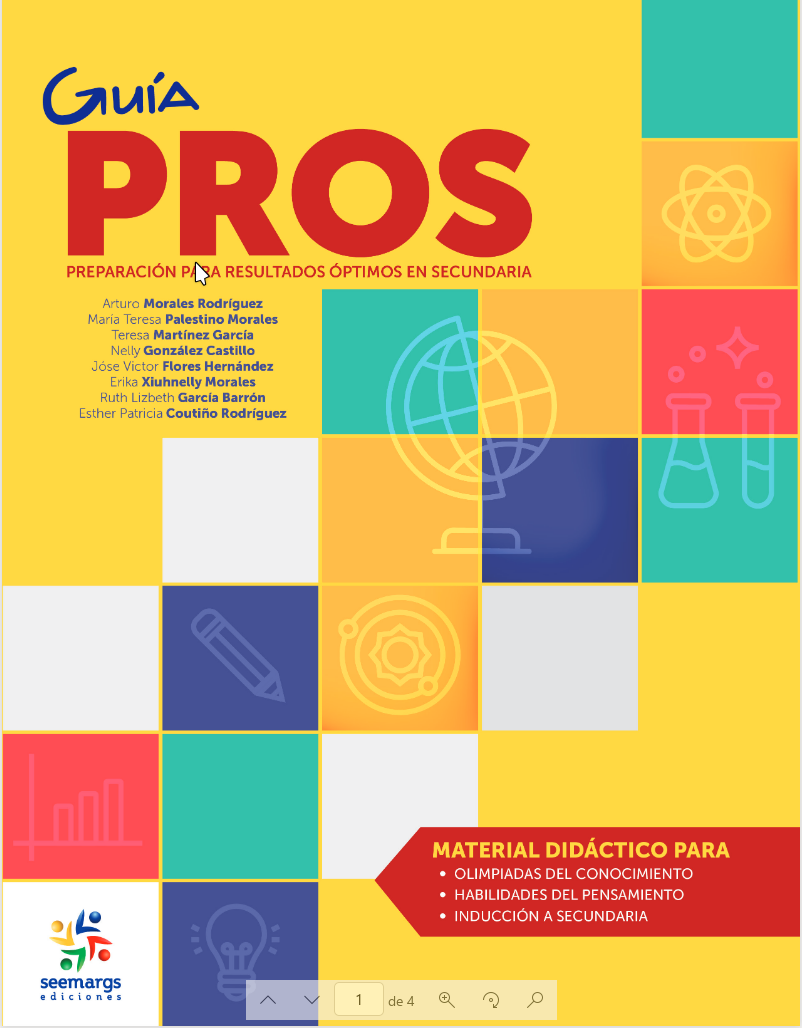 Guía
PROS
PREPARACIÓN PARA RESULTADOS ÓPTIMOS EN SECUNDARIA
Arturo Morales Rodríguez
María Teresa Palestino Morales
Teresa Martínez García
Nelly González Castillo
Jóse Victor Flores Hernández
Erika Xiuhnelly Morales
Ruth Lizbeth García Barrón
Esther Patricia Coutiño Rodríguez
MATERIAL DIDÁCTICO PARA
• OLIMPIADAS DEL CONOCIMIENTO
• HABILIDADES DEL PENSAMIENTO
• INDUCCIÓN A SECUNDARIA
seemargs
ediciones
1 de 4